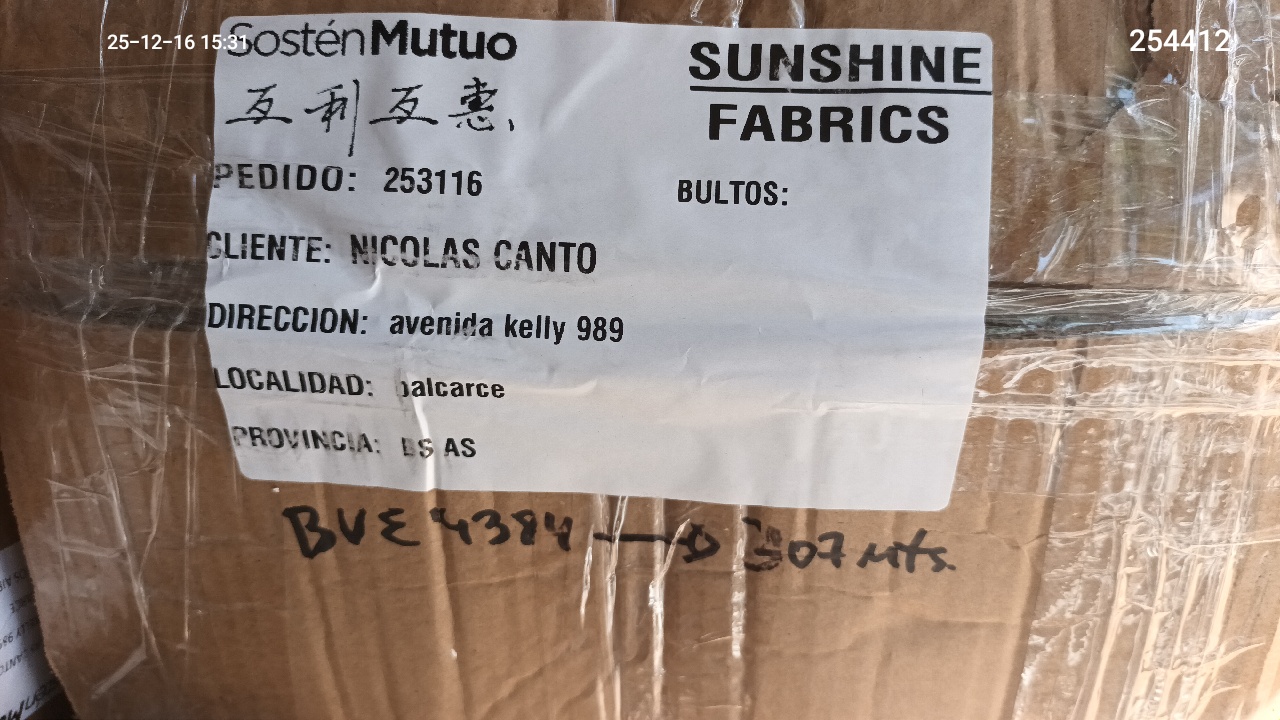 25-12-16 15:31
254412
SosténMutuo
互利互惠
SUNSHINE
FABRICS
PEDIDO: 253116
BULTOS:
CLIENTE: NICOLAS CANTO
DIRECCION: avenida kelly 989
LOCALIDAD: balcarce
PROVINCIA: BS AS
BVE 4384 → 307 Mts.